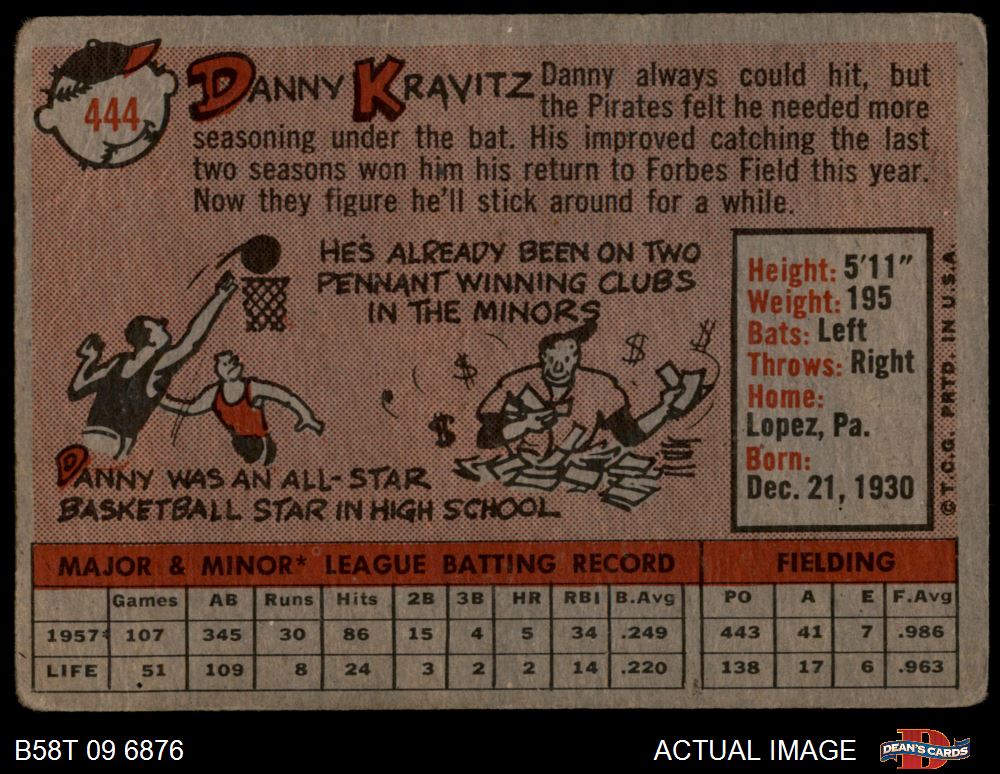 444
DANNY KRAVITZ Danny always could hit, but
the Pirates felt he needed more
seasoning under the bat. His improved catching the last
two seasons won him his return to Forbes Field this year.
Now they figure he'll stick around for a while.
HE'S ALREADY BEEN ON TWO
PENNANT WINNING CLUBS
IN THE MINORS
$ $ $ $
DANNY WAS AN ALL-STAR
BASKETBALL STAR IN HIGH SCHOOL
Height: 5'11"
Weight: 195
Bats: Left
Throws: Right
Home:
Lopez, Pa.
Born:
Dec. 21, 1930
© T.C.G. PRTD. IN U.S.A.
MAJOR & MINOR* LEAGUE BATTING RECORD FIELDING
Games AB Runs Hits 2B 3B HR RBI B.Avg PO A E F.Avg
1957* 107 345 30 86 15 4 5 34 .249 443 41 7 .986
LIFE 51 109 8 24 3 2 2 14 .220 138 17 6 .963
B58T 09 6876 ACTUAL IMAGE DEAN'S CARDS